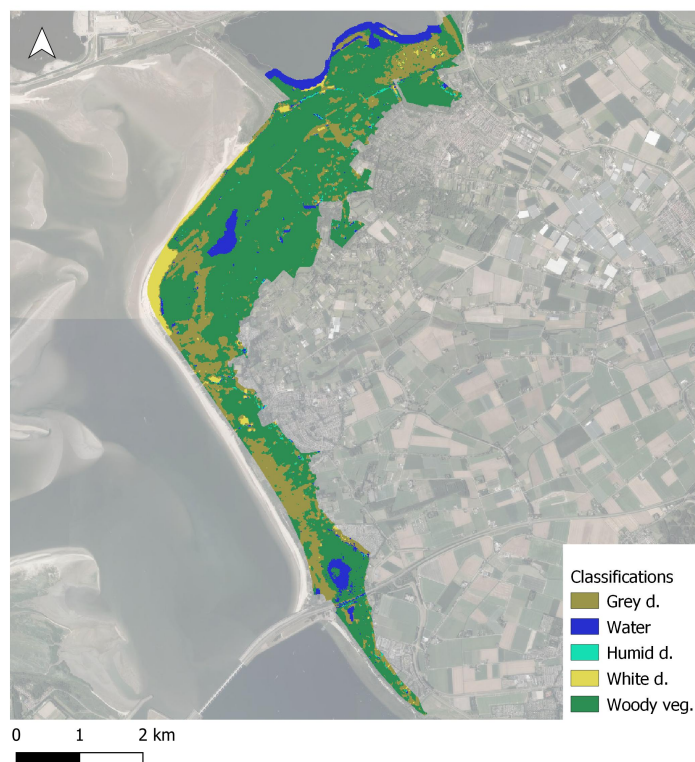 Classifications
Grey d.
Water
Humid d.
White d.
Woody veg.
0 1 2 km